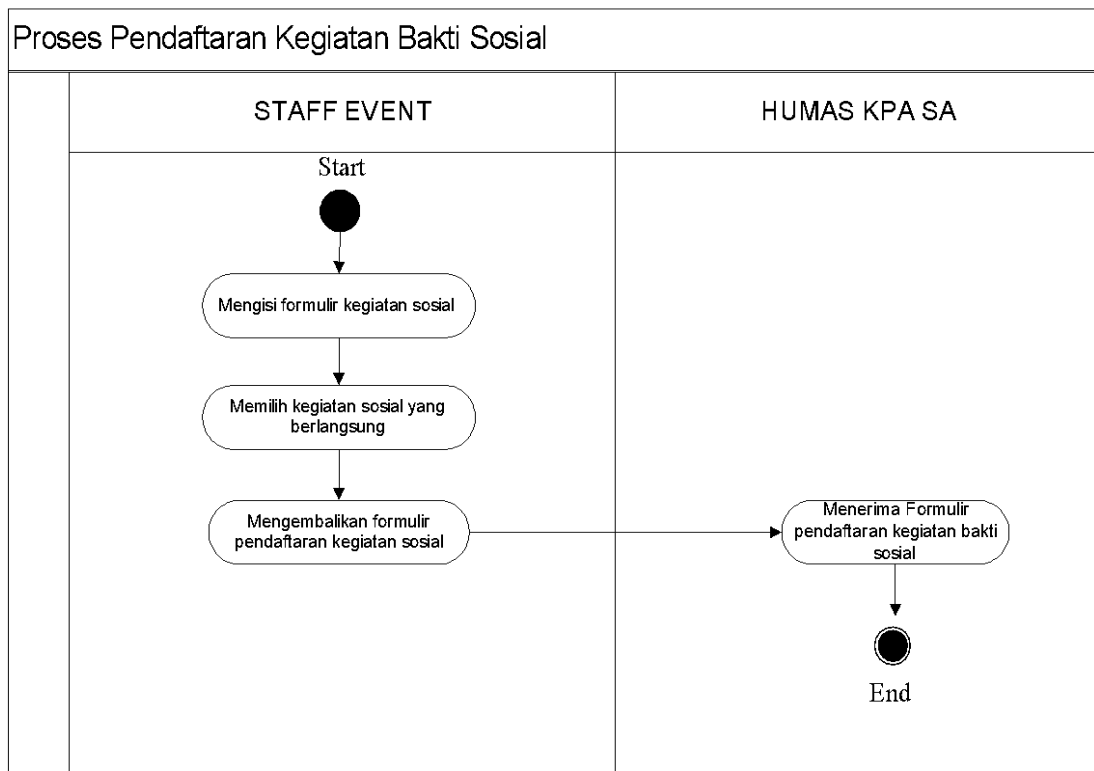 Proses Pendaftaran Kegiatan Bakti Sosial
STAFF EVENT
HUMAS KPA SA
Start
Mengisi formulir kegiatan sosial
Memilih kegiatan sosial yang
berlangsung
Mengembalikan formulir
pendaftaran kegiatan sosial
Menerima Formulir
pendaftaran kegiatan bakti
sosial
End